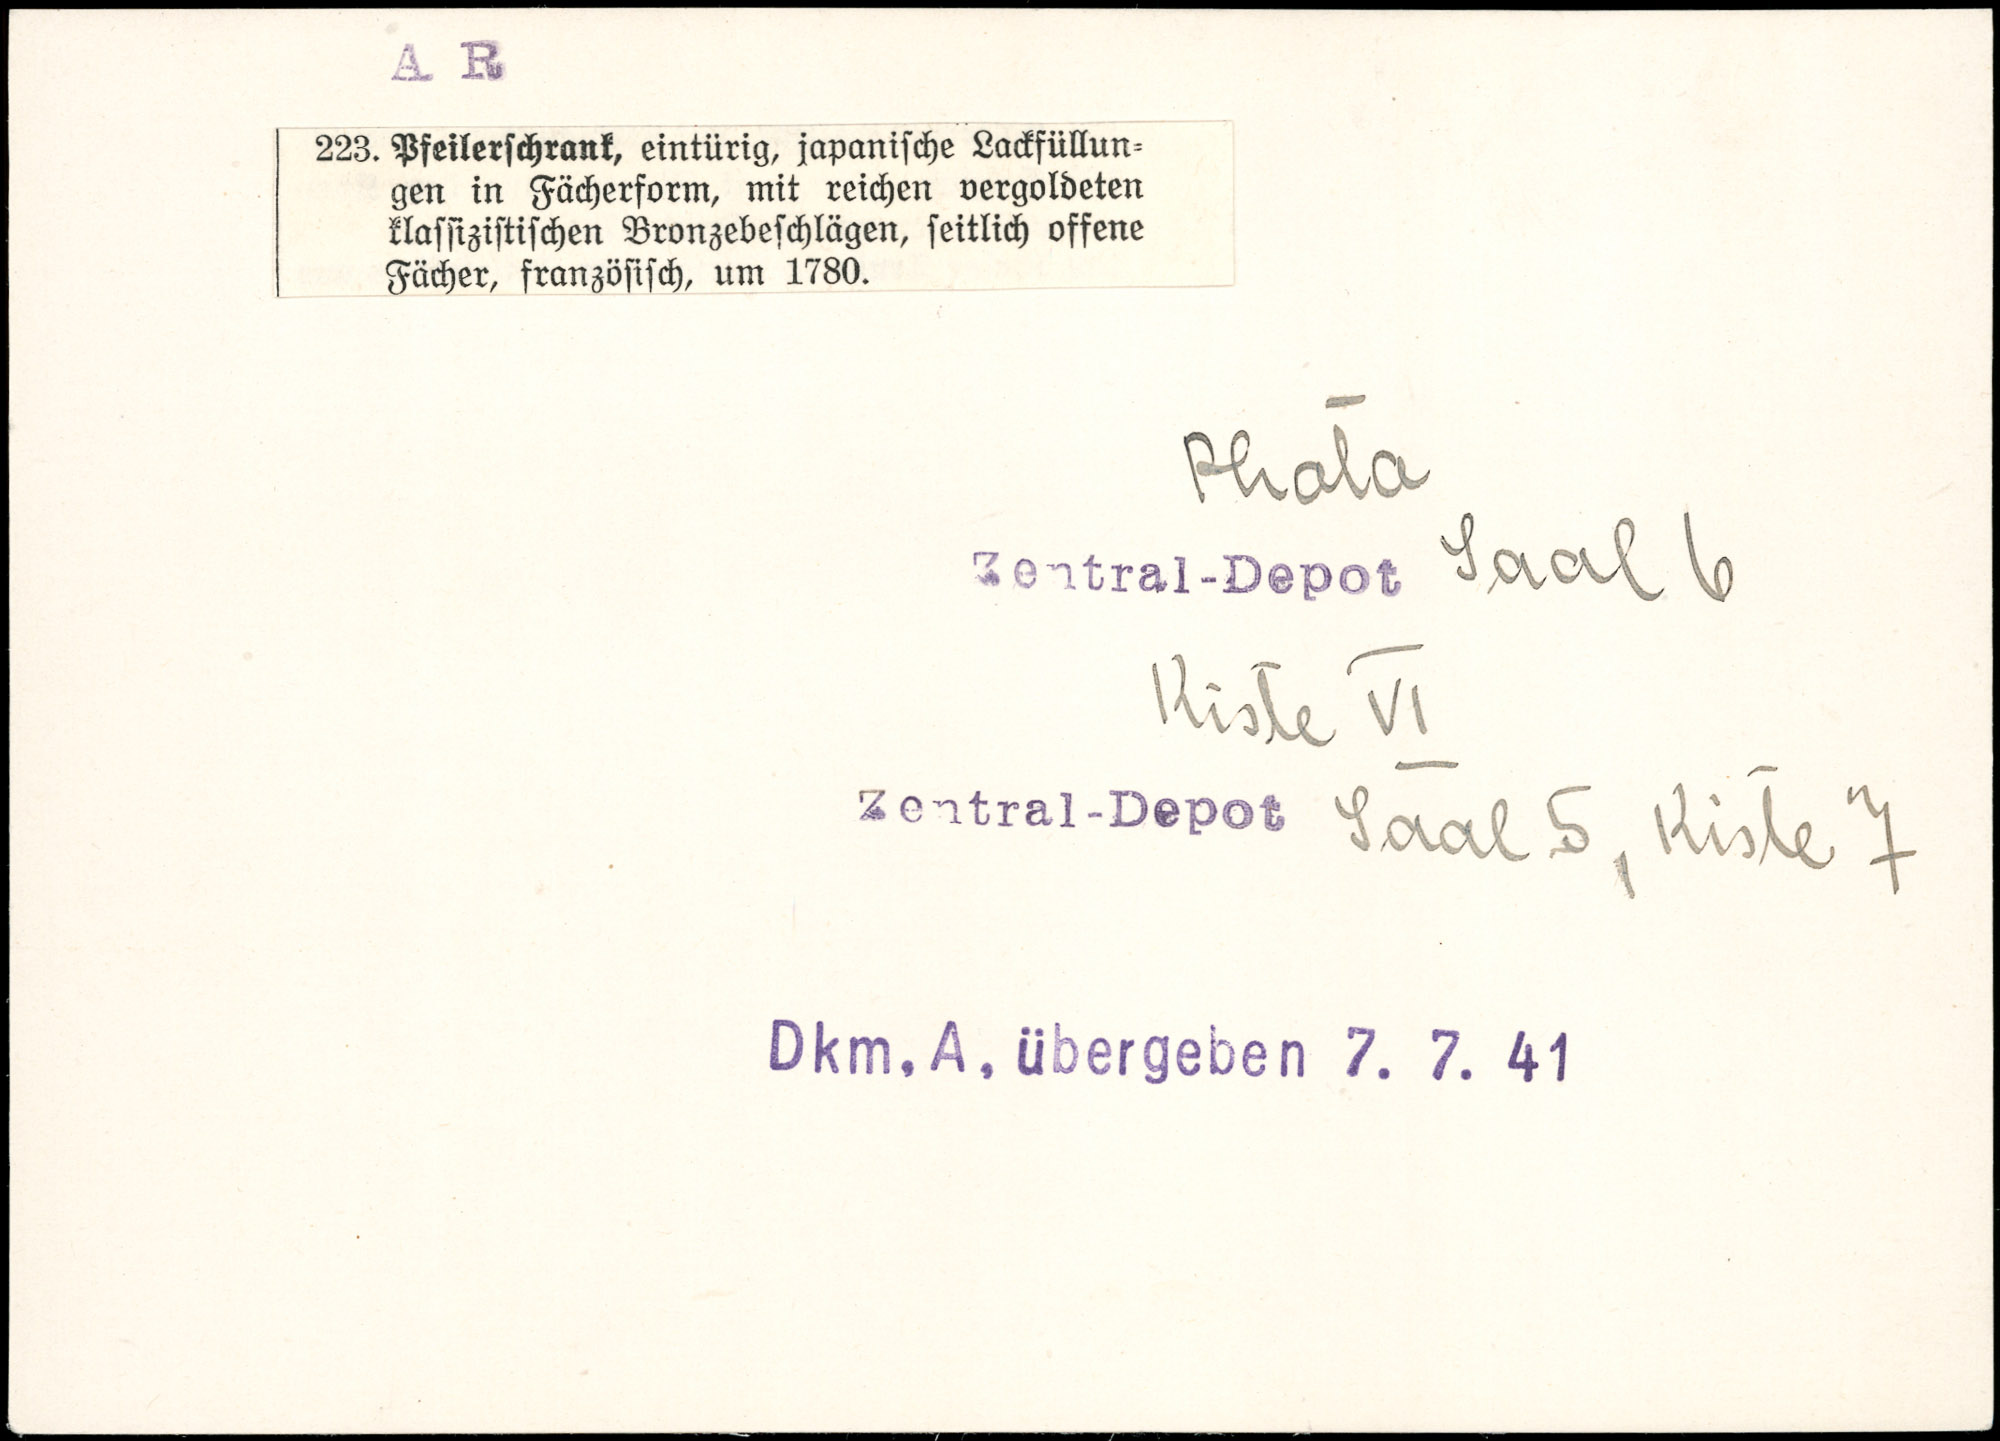 A R
223. Pfeilerſchrank, eintürig, japaniſche Lackfüllun-
gen in Fächerform, mit reichen vergoldeten
klaſſiziſtiſchen Bronzebeſchlägen, ſeitlich offene
Fächer, franzöſiſch, um 1780.
Photo
Zentral-Depot Saal 6
Kiste VI
Zentral-Depot Saal 5, Kiste 7
Dkm. A. übergeben 7. 7. 41